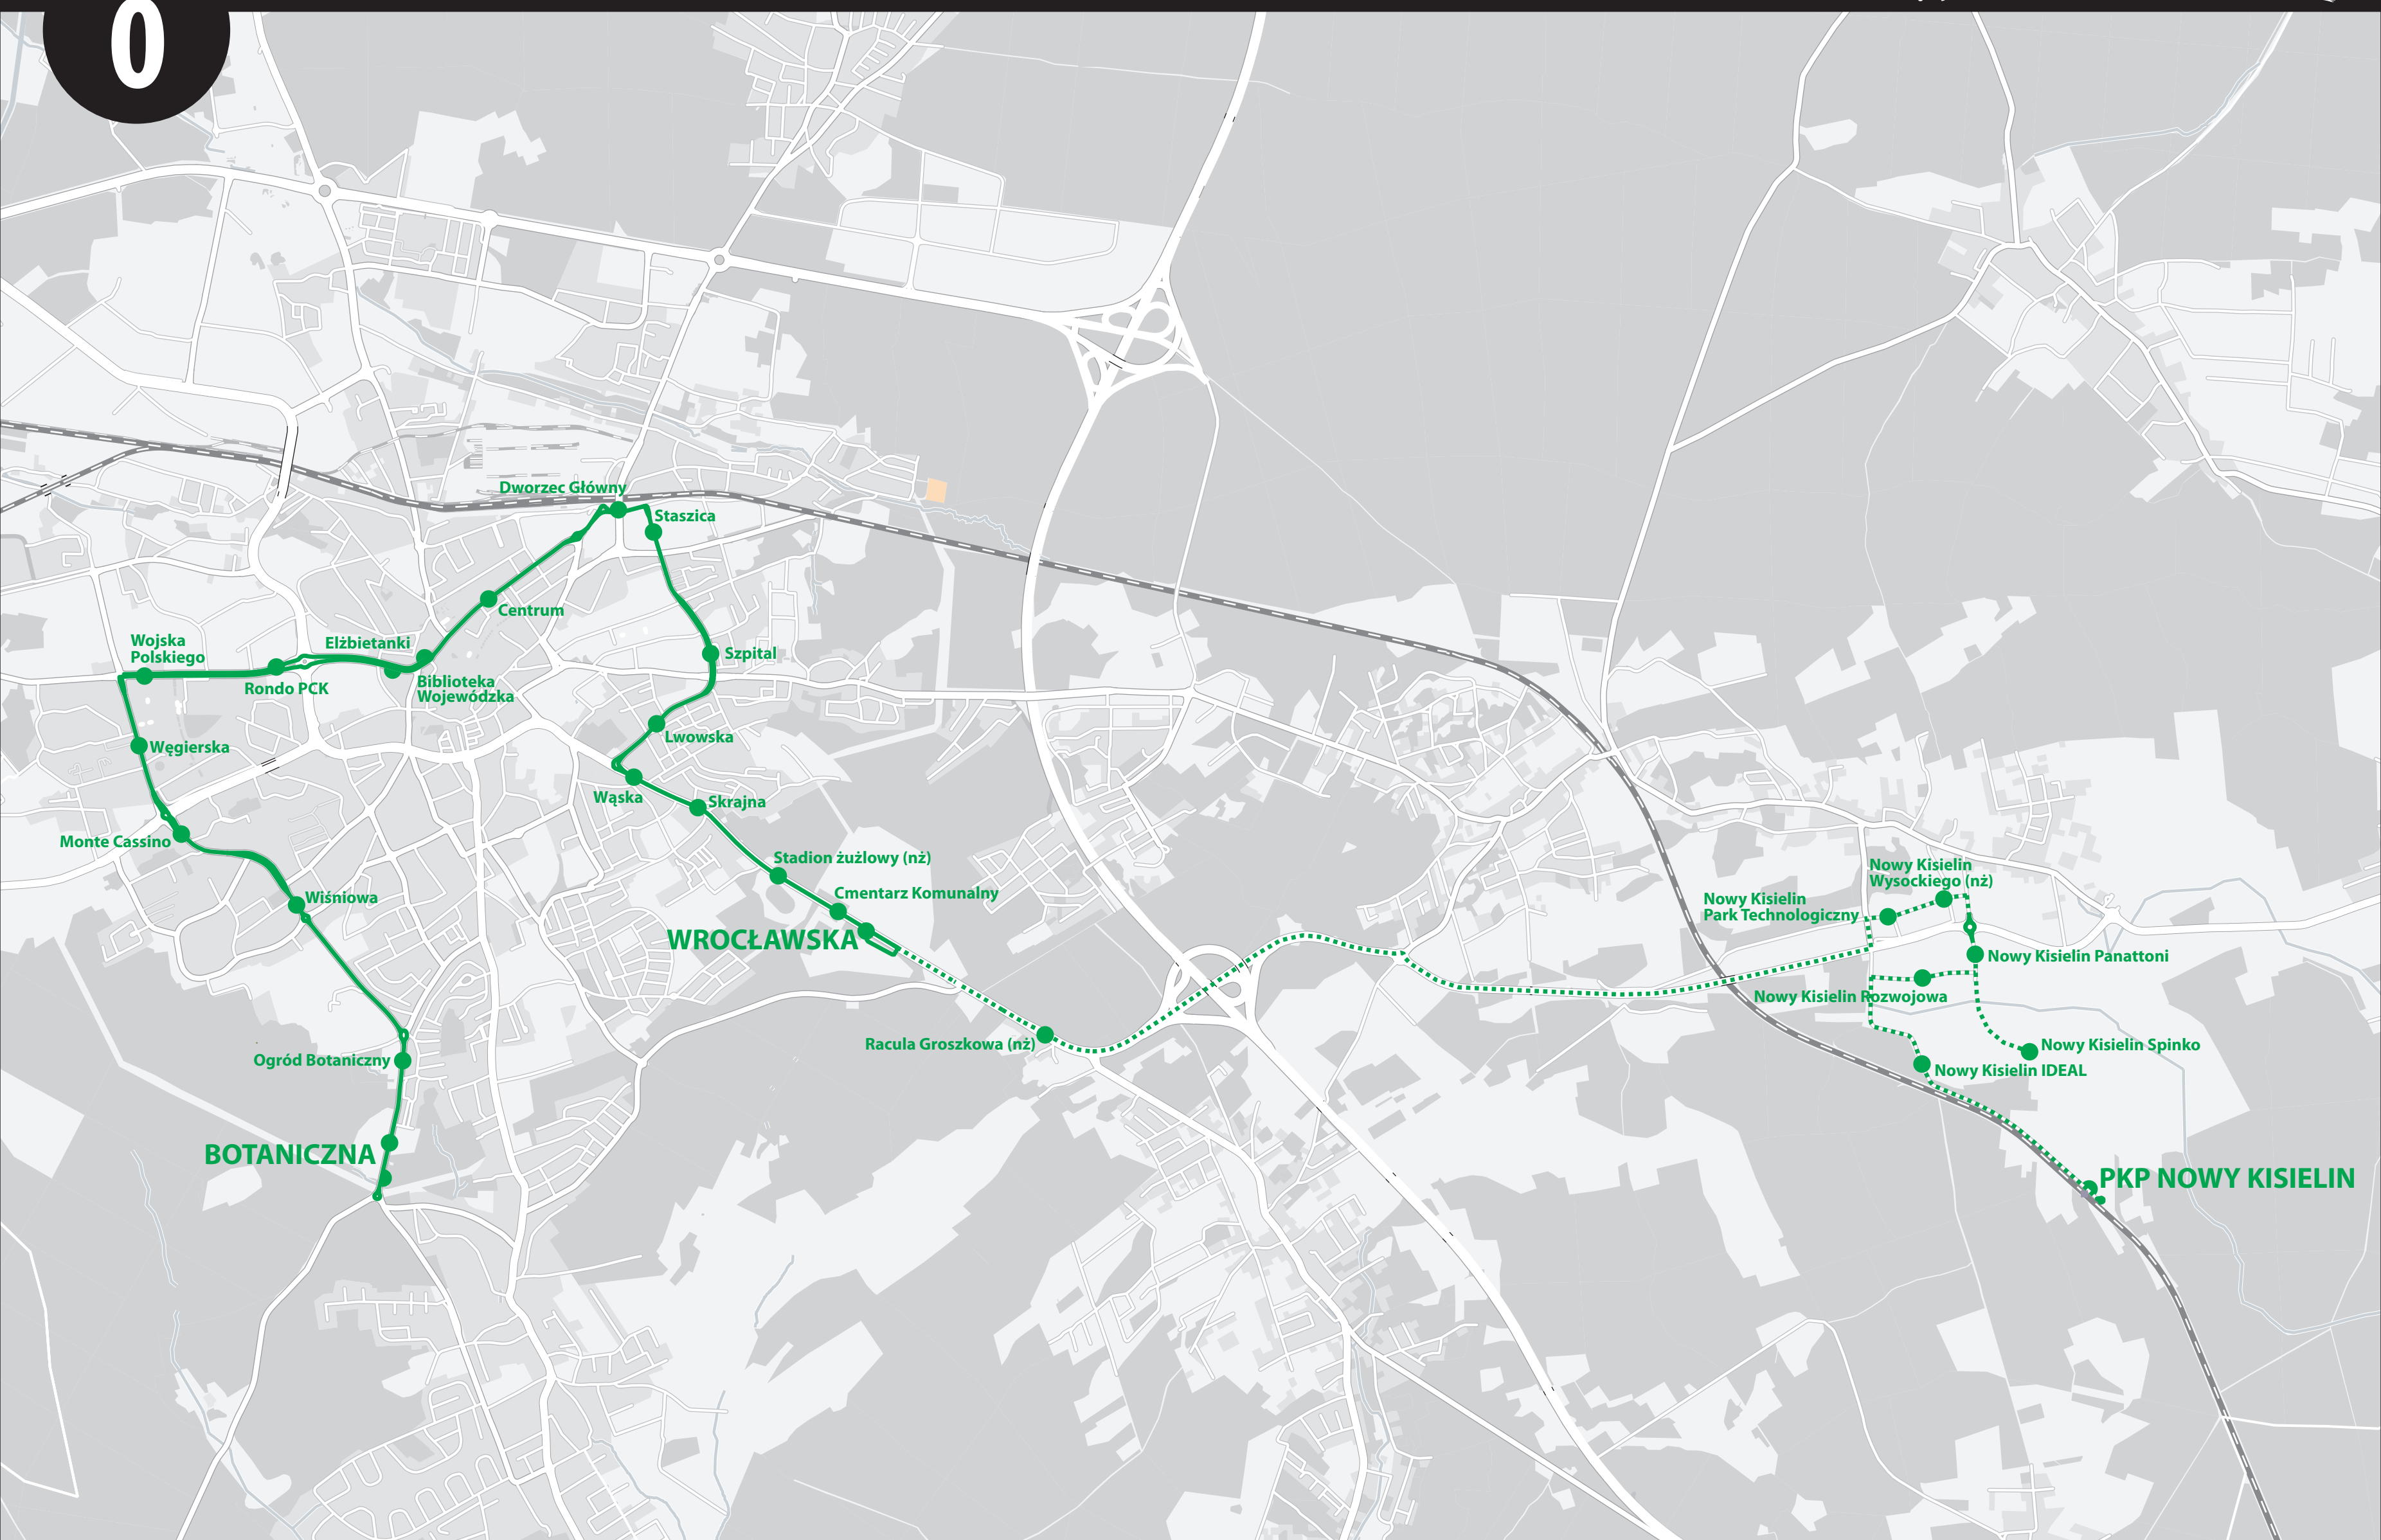 0
Dworzec Główny
Staszica
Centrum
Wojska
Polskiego
Elżbietanki
Szpital
Rondo PCK
Biblioteka
Wojewódzka
Lwowska
Węgierska
Wąska
Skrajna
Monte Cassino
Stadion żużlowy (nż)
Cmentarz Komunalny
Wiśniowa
WROCŁAWSKA
Nowy Kisielin
Wysockiego (nż)
Nowy Kisielin
Park Technologiczny
Nowy Kisielin Panattoni
Nowy Kisielin Rozwojowa
Racula Groszkowa (nż)
Nowy Kisielin Spinko
Ogród Botaniczny
Nowy Kisielin IDEAL
BOTANICZNA
PKP NOWY KISIELIN